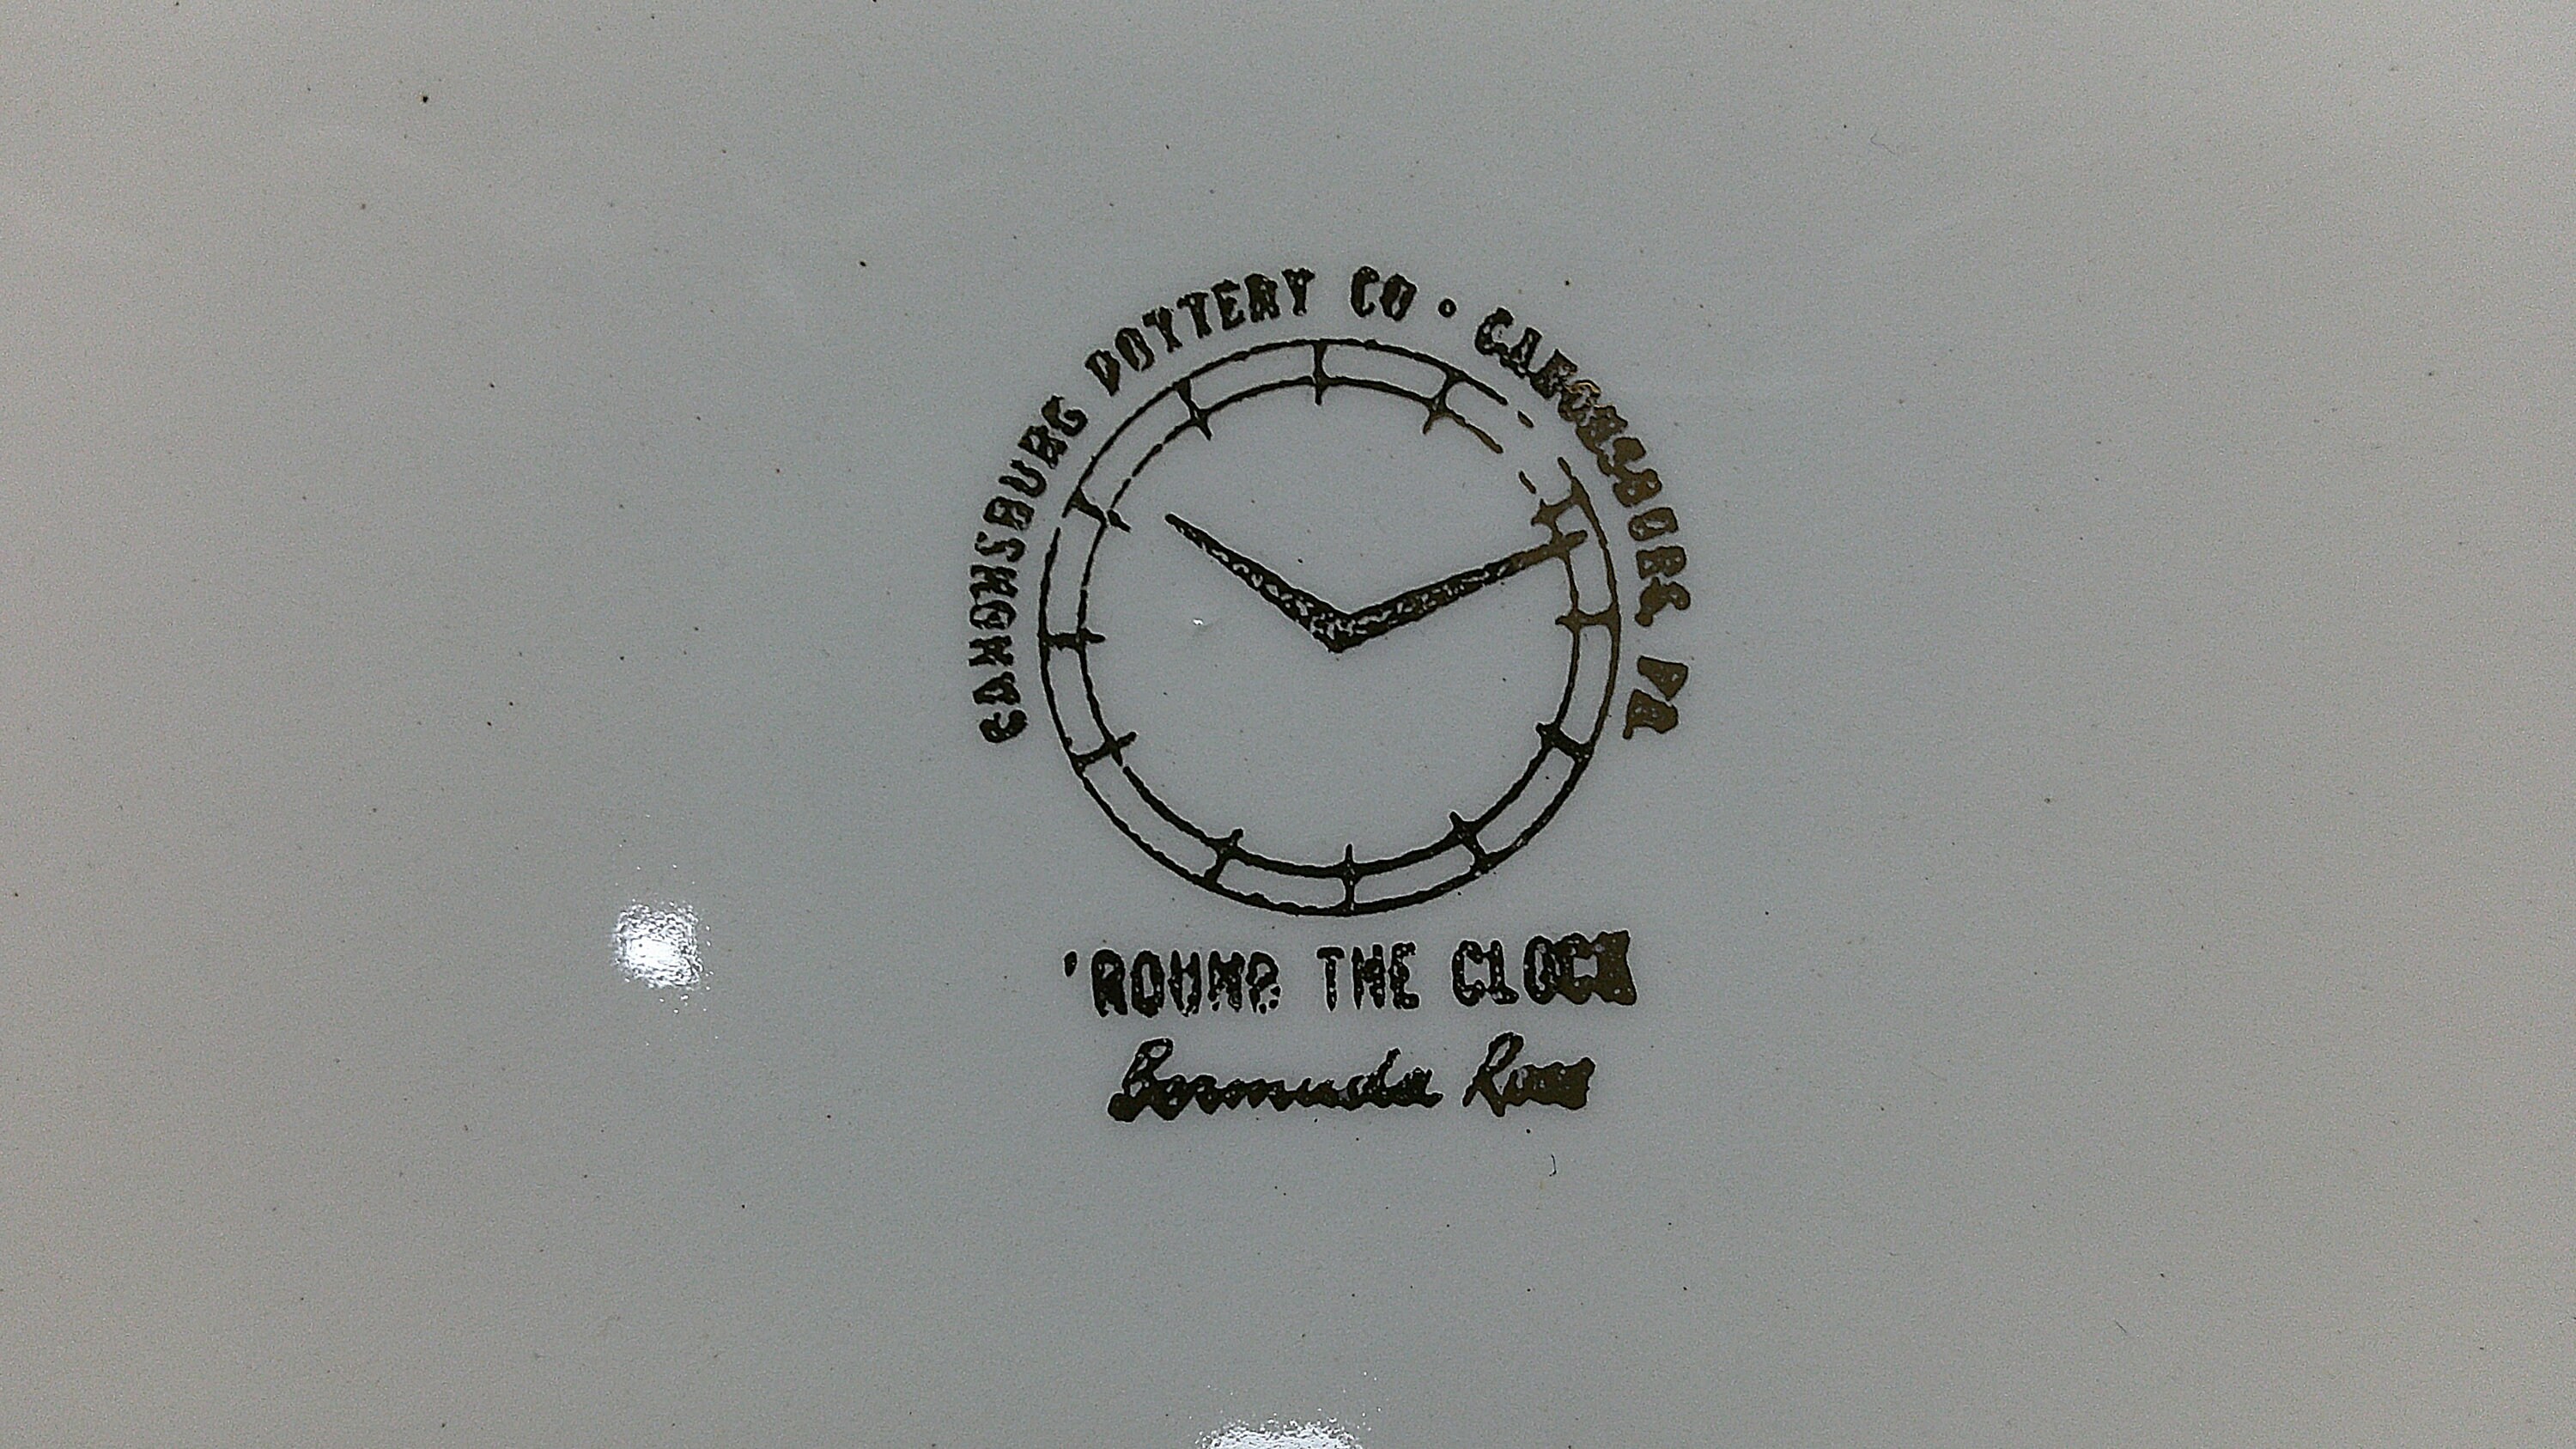 CANONSBURG POTTERY CO • CANONSBURG, PA
'ROUND THE CLOCK
Bermuda Rose